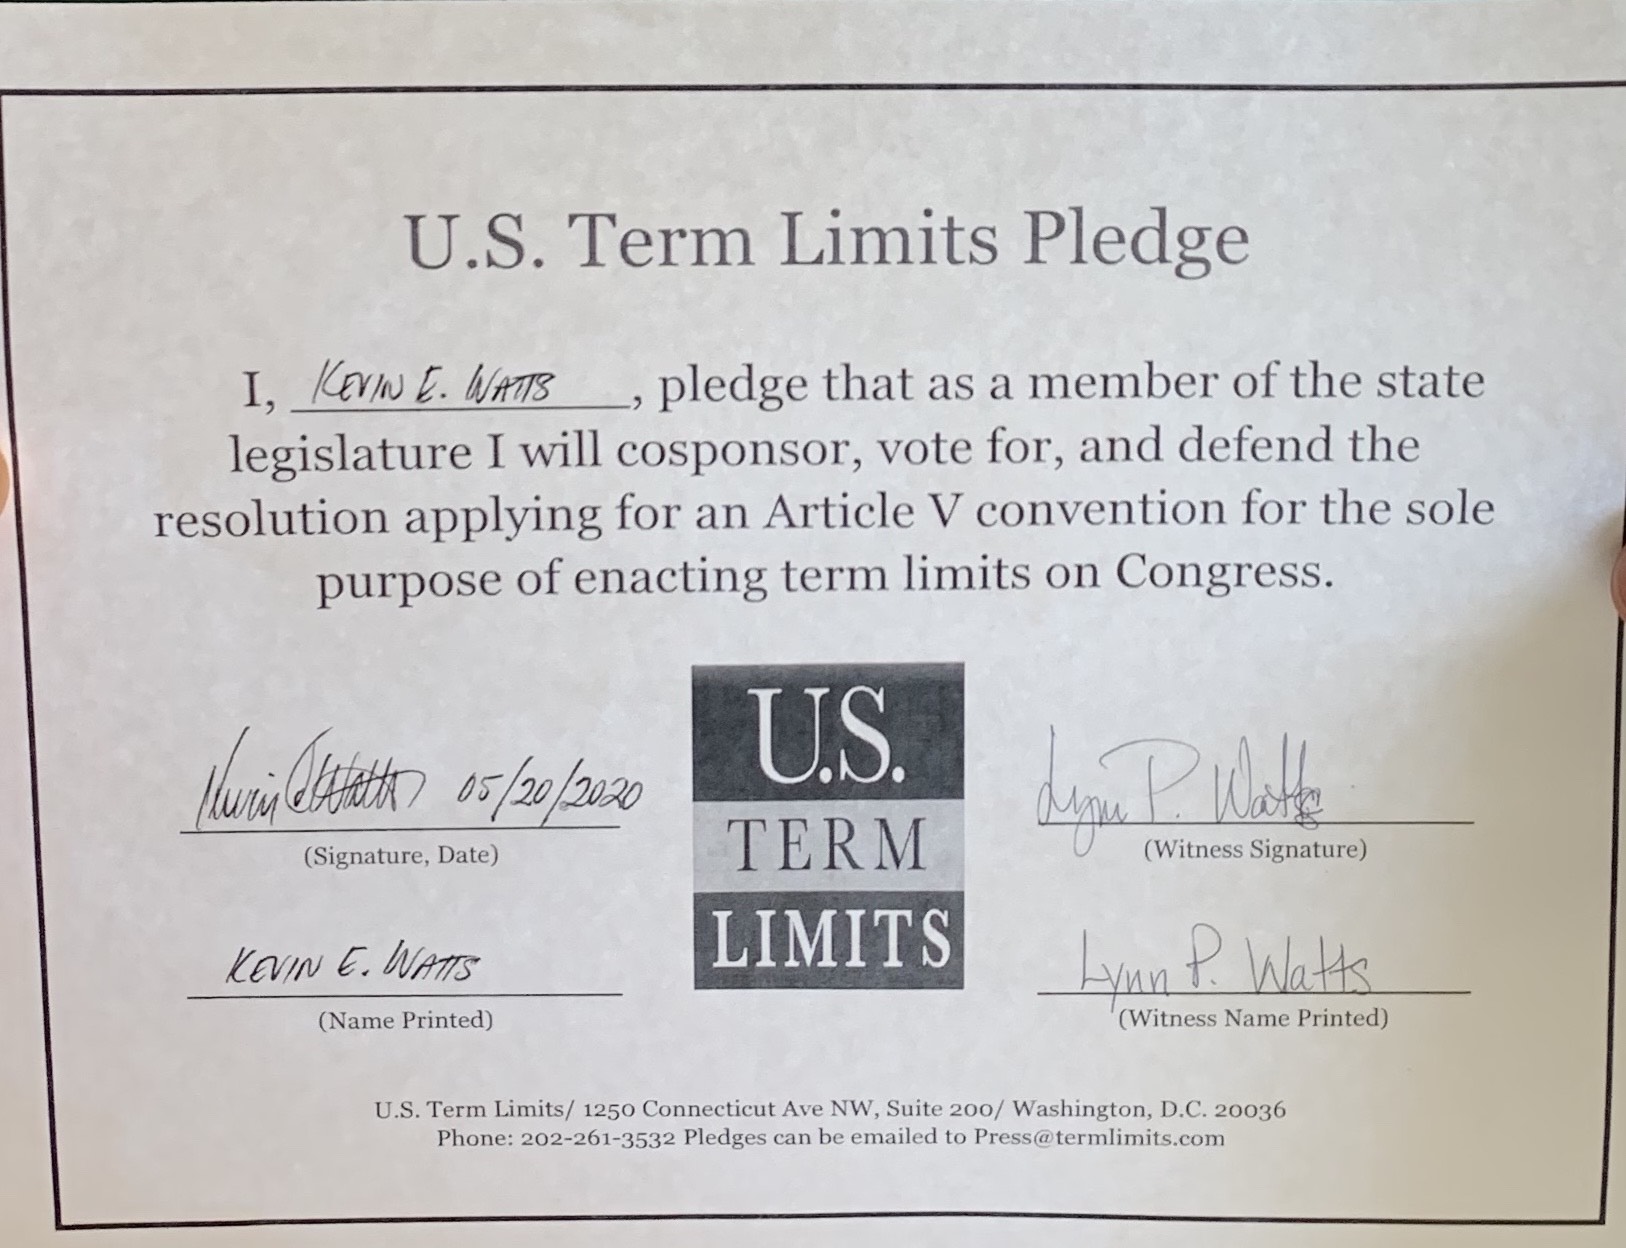 U.S. Term Limits Pledge
I, KEVIN E. WATTS, pledge that as a member of the state
legislature I will cosponsor, vote for, and defend the
resolution applying for an Article V convention for the sole
purpose of enacting term limits on Congress.
Kevin E Watts 05/20/2020
(Signature, Date)
KEVIN E. WATTS
(Name Printed)
U.S.
TERM
LIMITS
Lynn P. Watts
(Witness Signature)
Lynn P. Watts
(Witness Name Printed)
U.S. Term Limits/ 1250 Connecticut Ave NW, Suite 200/ Washington, D.C. 20036
Phone: 202-261-3532 Pledges can be emailed to Press@termlimits.com